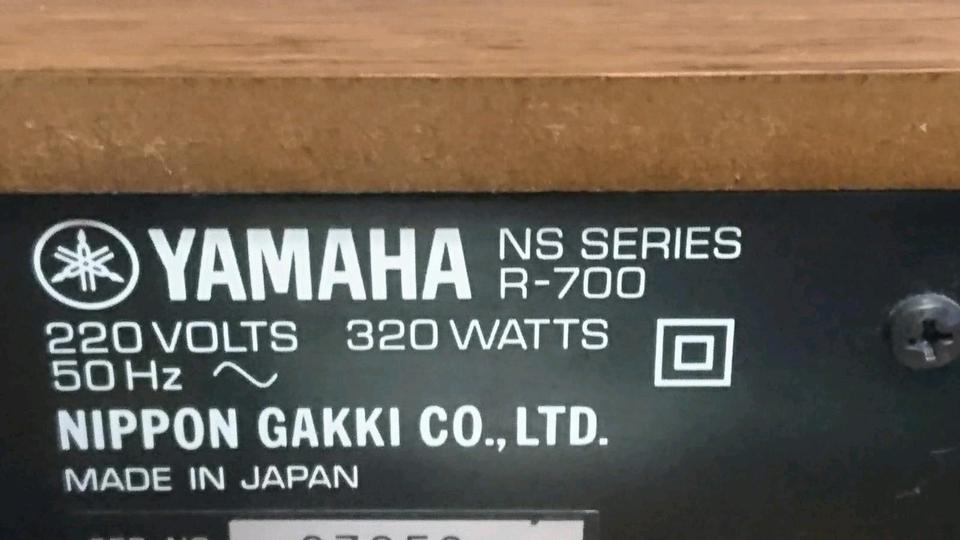 YAMAHA NS SERIES
R-700
220 VOLTS 320 WATTS
50 Hz
NIPPON GAKKI CO., LTD.
MADE IN JAPAN